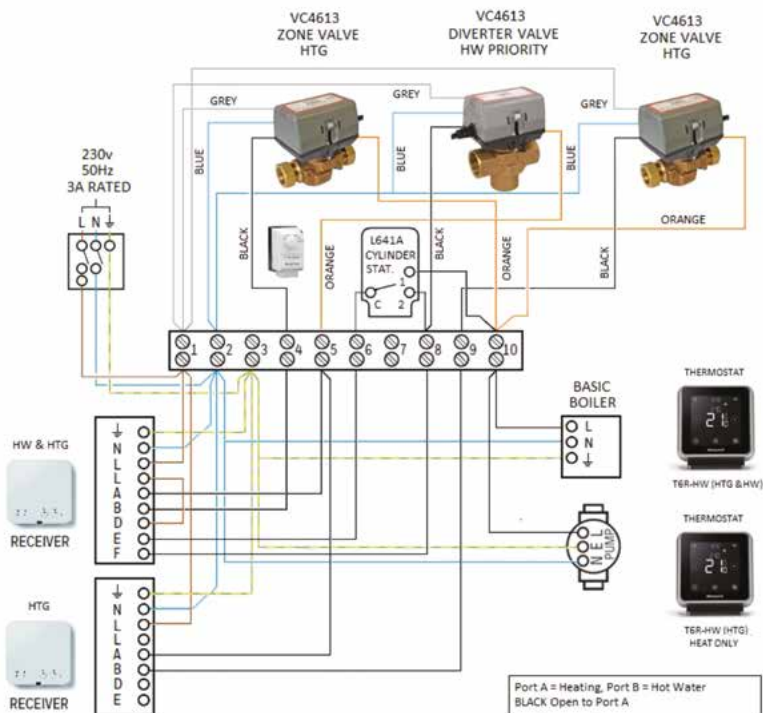 VC4613
ZONE VALVE
HTG
VC4613
DIVERTER VALVE
HW PRIORITY
VC4613
ZONE VALVE
HTG
GREY
GREY
GREY
BLUE
BLUE
BLUE
230v
50Hz
3A RATED
L N
BLACK
ORANGE
BLACK
ORANGE
BLACK
ORANGE
L641A
CYLINDER
STAT.
1
C 2
1 2 3 4 5 6 7 8 9 10
HW & HTG
RECEIVER
N
L
L
A
B
D
E
F
BASIC
BOILER
L
N
THERMOSTAT
21
T6R-HW (HTG & HW)
N E L
PUMP
THERMOSTAT
21
T6R-HW (HTG)
HEAT ONLY
HTG
RECEIVER
N
L
L
A
B
D
E
Port A = Heating, Port B = Hot Water
BLACK Open to Port A